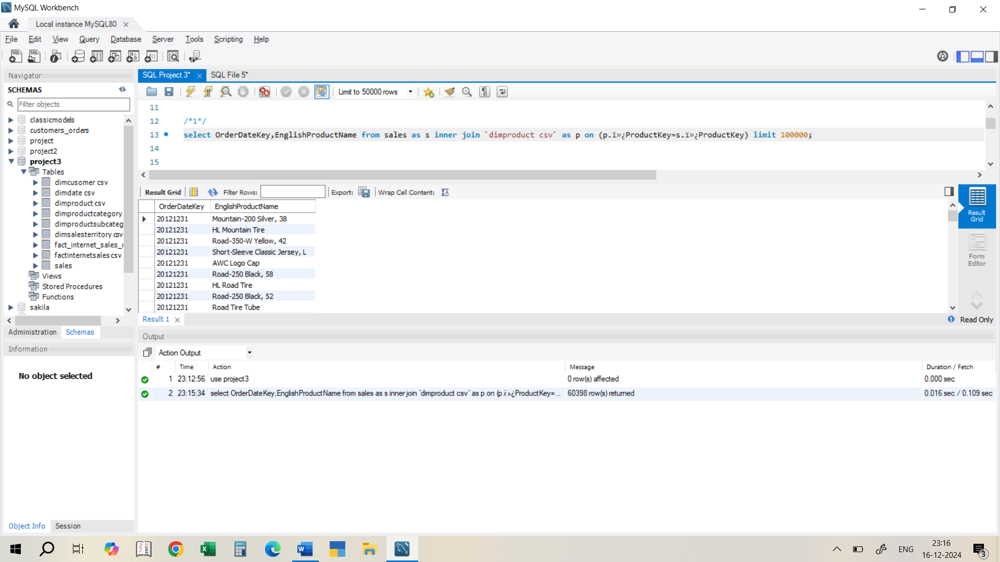 MySQL Workbench
Local instance MySQL80
File Edit View Query Database Server Tools Scripting Help
Navigator
SCHEMAS
Filter objects
classicmodels
customers_orders
project
project2
project3
Tables
dimcusomer csv
dimdate csv
dimproduct csv
dimproductcategory
dimproductsubcateg
dimsalesterritory csv
fact_internet_sales_
factinternetsales csv
sales
Views
Stored Procedures
Functions
sakila
Administration Schemas
Information
No object selected
Object Info Session
SQL Project 3* SQL File 5*
Limit to 50000 rows
11
12 /*1*/
13 select OrderDateKey,EnglishProductName from sales as s inner join `dimproduct csv` as p on (p.ï»¿ProductKey=s.ï»¿ProductKey) limit 100000;
14
15
Result Grid Filter Rows: Export: Wrap Cell Content:
OrderDateKey EnglishProductName
20121231 Mountain-200 Silver, 38
20121231 HL Mountain Tire
20121231 Road-350-W Yellow, 42
20121231 Short-Sleeve Classic Jersey, L
20121231 AWC Logo Cap
20121231 Road-250 Black, 58
20121231 HL Road Tire
20121231 Road-250 Black, 52
20121231 Road Tire Tube
Result Grid
Form Editor
Result 1
Read Only
Output
Action Output
# Time Action Message Duration / Fetch
1 23:12:56 use project3 0 row(s) affected 0.000 sec
2 23:15:34 select OrderDateKey,EnglishProductName from sales as s inner join `dimproduct csv` as p on (p.ï»¿ProductKey=... 60398 row(s) returned 0.016 sec / 0.109 sec
ENG
23:16
16-12-2024
3